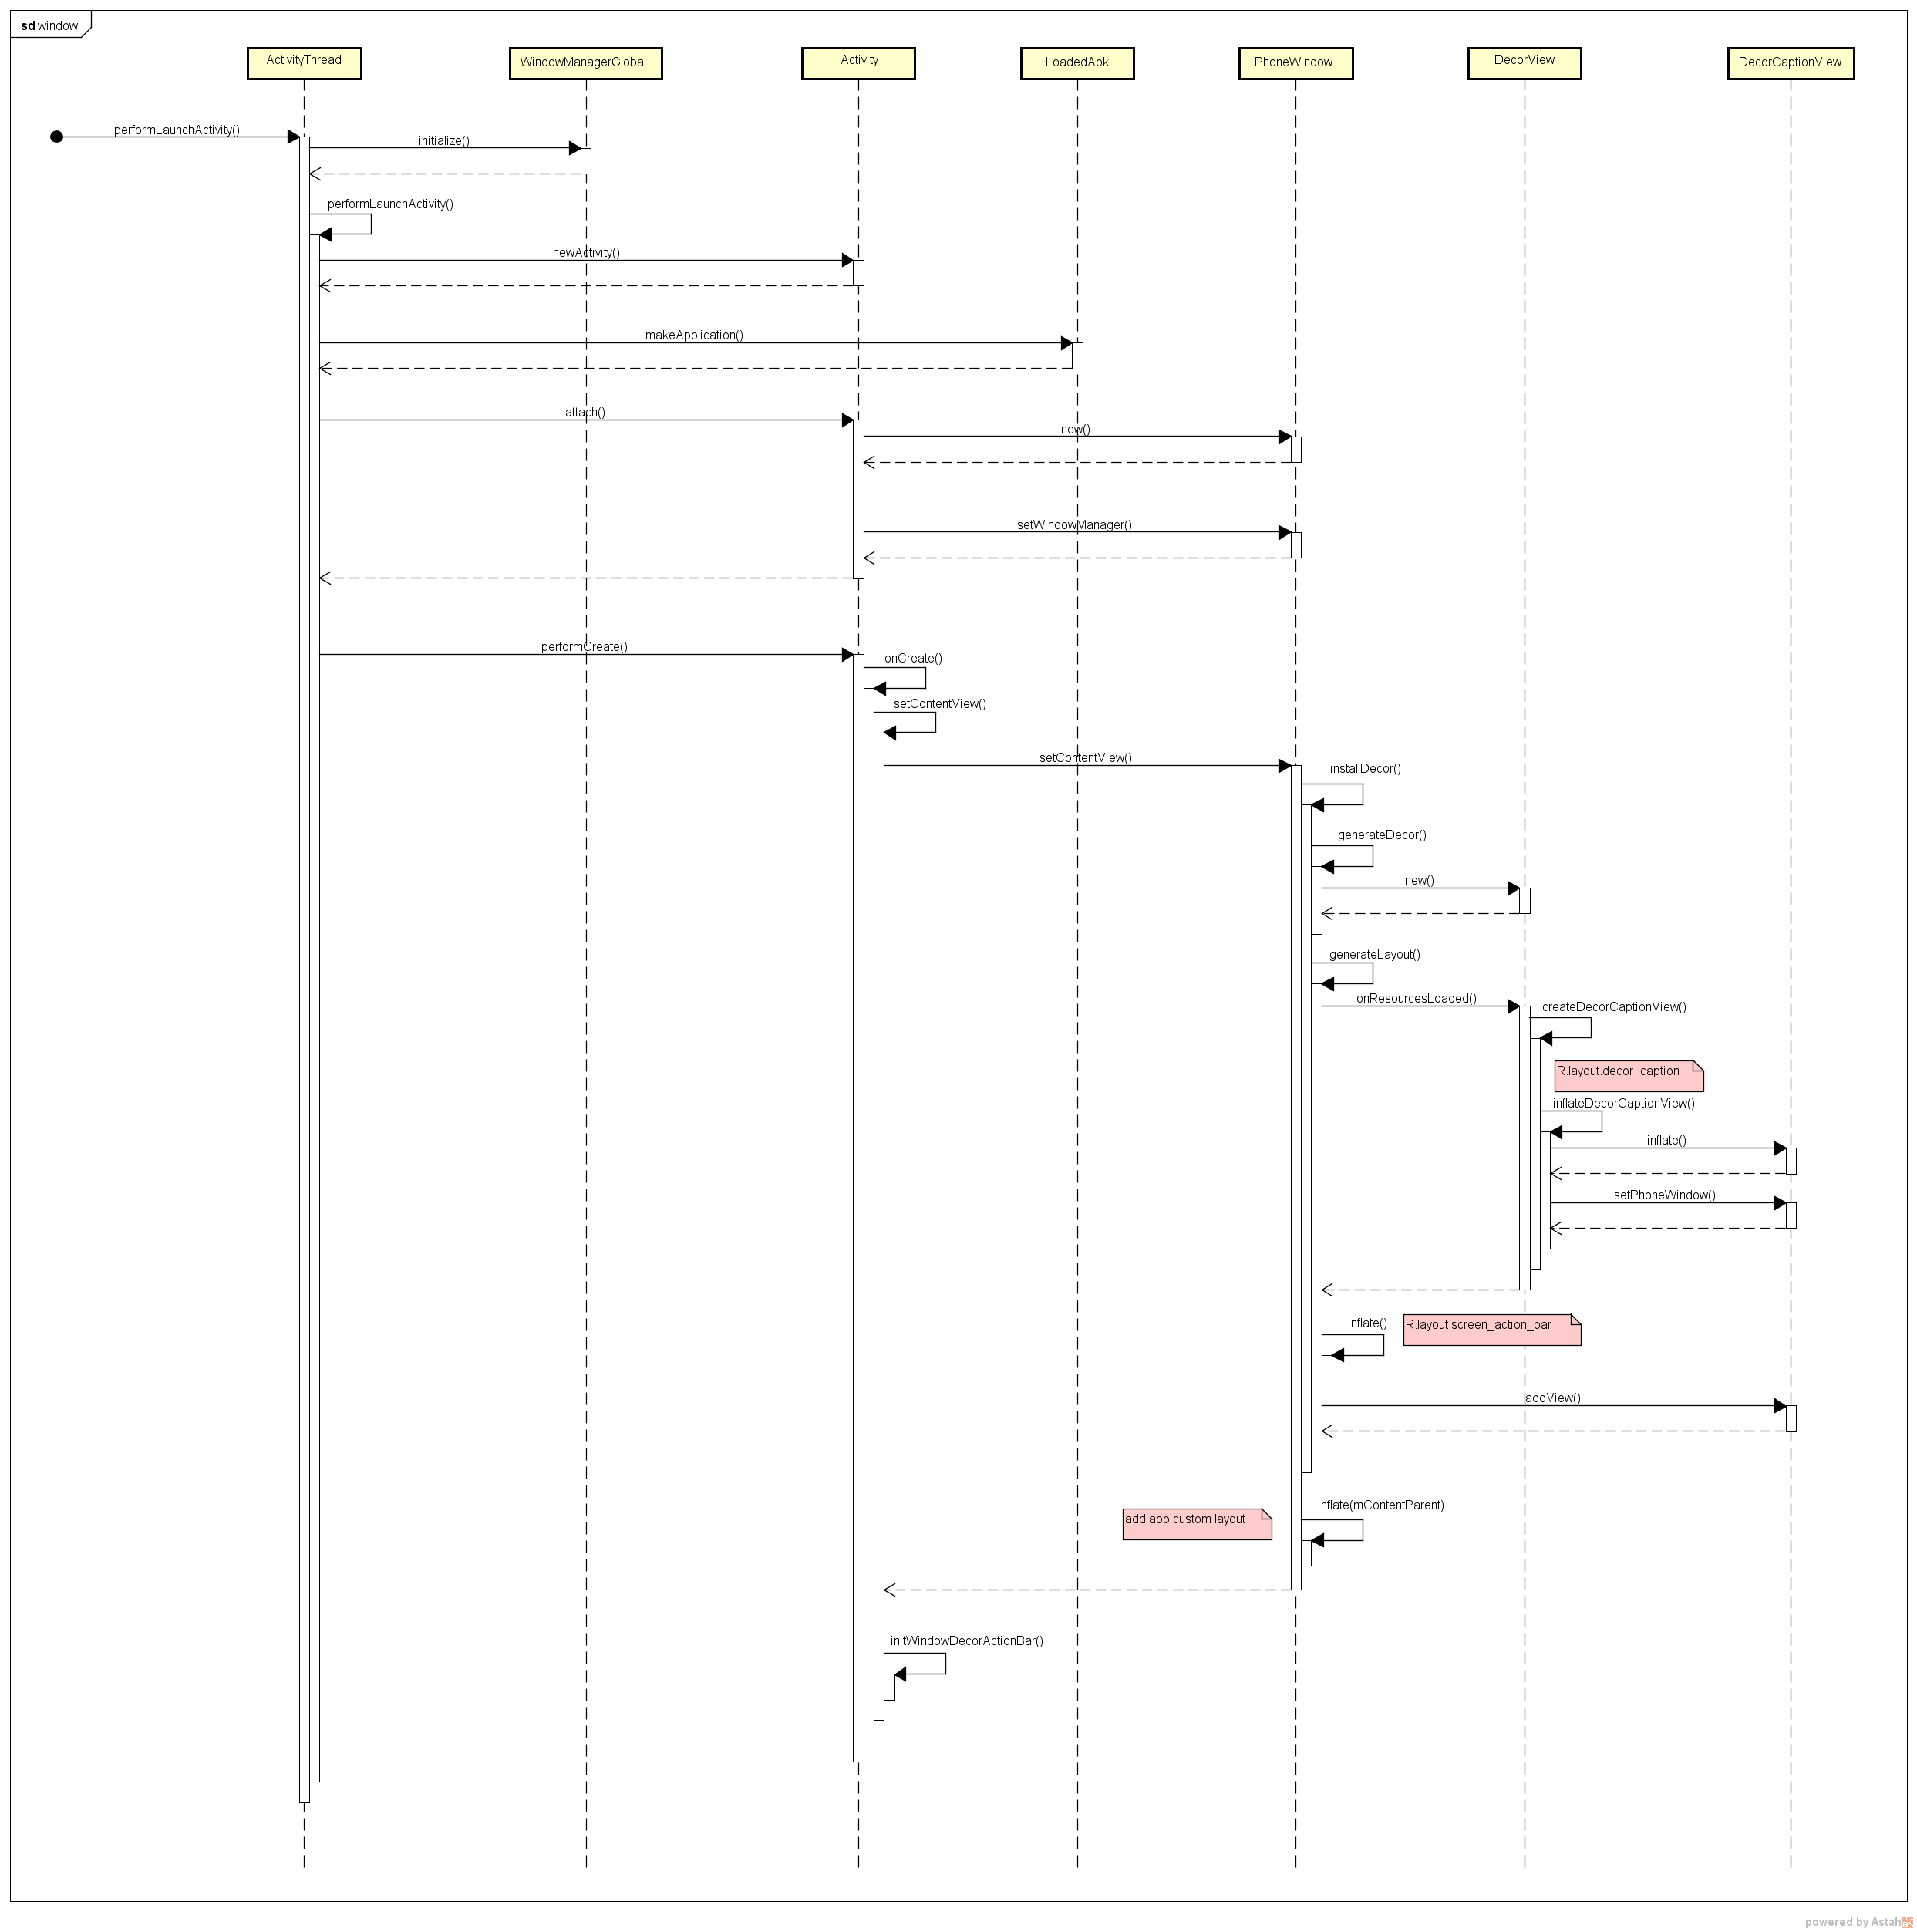 sd window
ActivityThread
WindowManagerGlobal
Activity
LoadedApk
PhoneWindow
DecorView
DecorCaptionView
performLaunchActivity()
initialize()
performLaunchActivity()
newActivity()
makeApplication()
attach()
new()
setWindowManager()
performCreate()
onCreate()
setContentView()
setContentView()
installDecor()
generateDecor()
new()
generateLayout()
onResourcesLoaded()
createDecorCaptionView()
R.layout.decor_caption
inflateDecorCaptionView()
inflate()
setPhoneWindow()
inflate()
R.layout.screen_action_bar
addView()
inflate(mContentParent)
add app custom layout
initWindowDecorActionBar()
powered by Astah